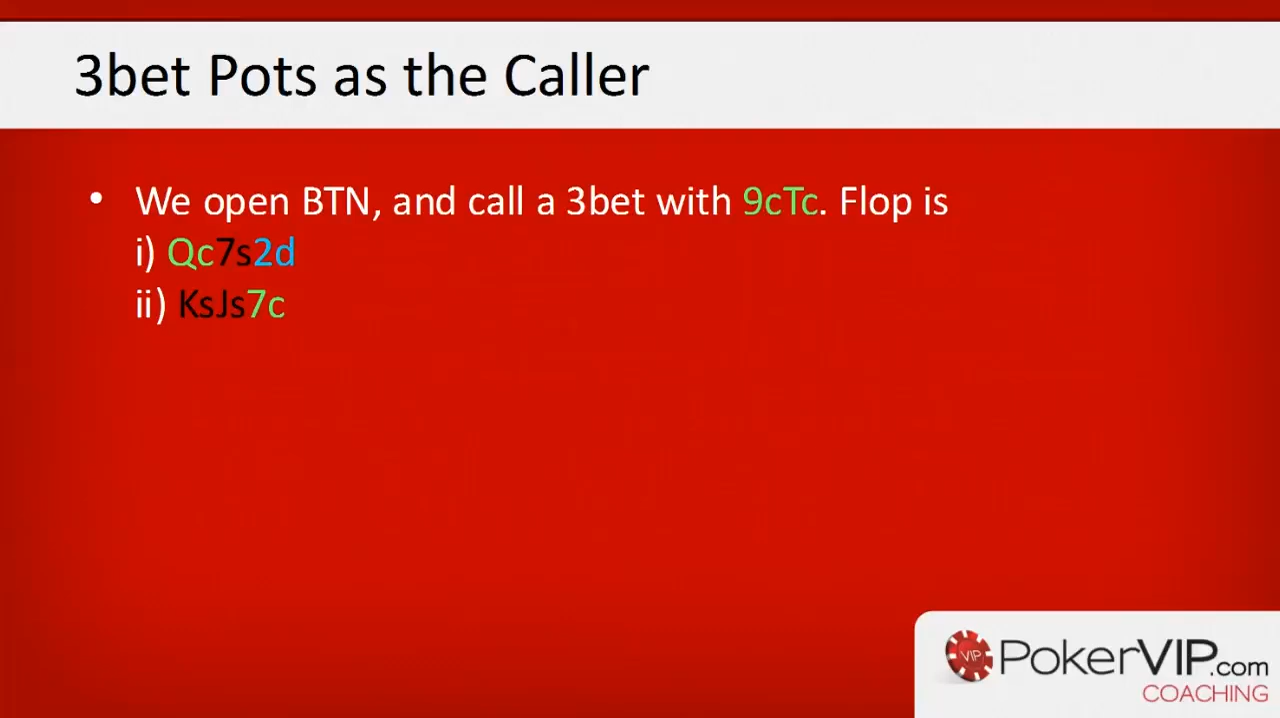 3bet Pots as the Caller
• We open BTN, and call a 3bet with 9cTc. Flop is
i) Qc7s2d
ii) KsJs7c
VIP PokerVIP.com
COACHING